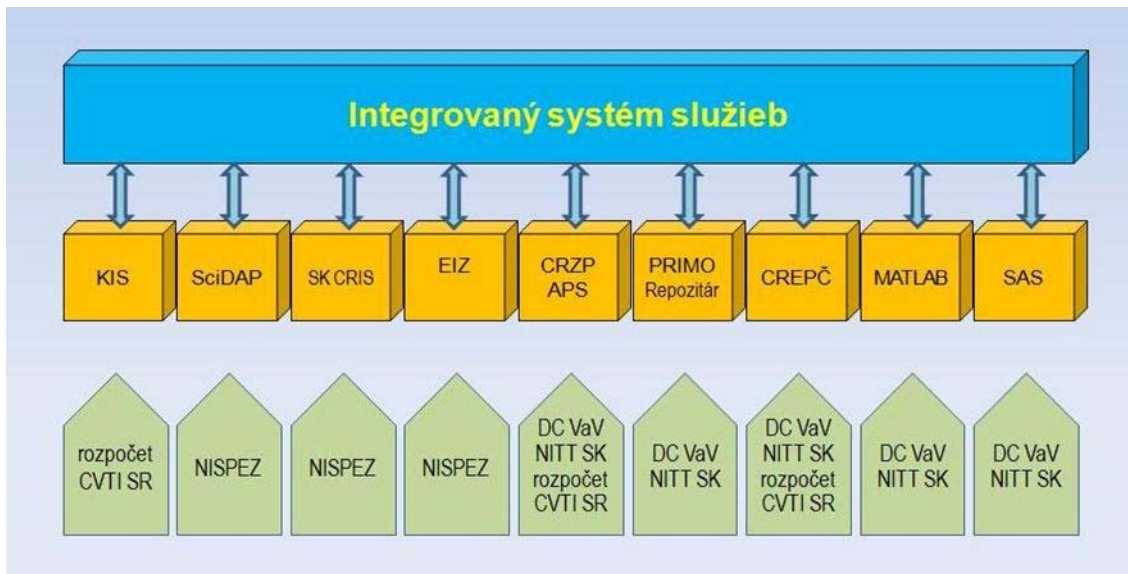 Integrovaný systém služieb
KIS
SciDAP
SK CRIS
EIZ
CRZP
APS
PRIMO
Repozitár
CREPČ
MATLAB
SAS
rozpočet
CVTI SR
NISPEZ
NISPEZ
NISPEZ
DC VaV
NITT SK
rozpočet
CVTI SR
DC VaV
NITT SK
DC VaV
NITT SK
rozpočet
CVTI SR
DC VaV
NITT SK
DC VaV
NITT SK